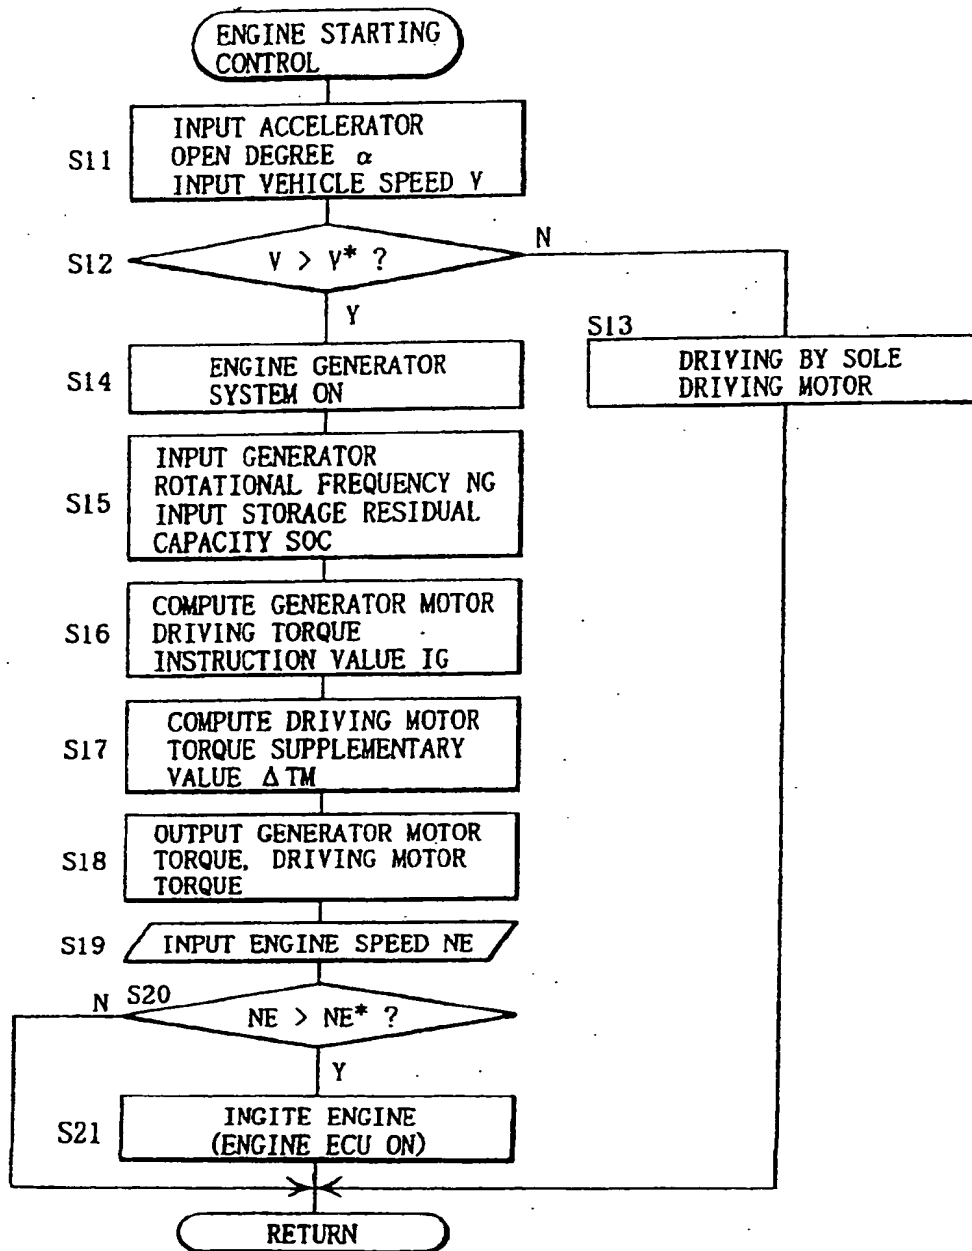 ENGINE STARTING
CONTROL
S11
INPUT ACCELERATOR
OPEN DEGREE α
INPUT VEHICLE SPEED V
S12
V > V* ?
N
Y
S13
DRIVING BY SOLE
DRIVING MOTOR
S14
ENGINE GENERATOR
SYSTEM ON
S15
INPUT GENERATOR
ROTATIONAL FREQUENCY NG
INPUT STORAGE RESIDUAL
CAPACITY SOC
S16
COMPUTE GENERATOR MOTOR
DRIVING TORQUE
INSTRUCTION VALUE IG
S17
COMPUTE DRIVING MOTOR
TORQUE SUPPLEMENTARY
VALUE ΔTM
S18
OUTPUT GENERATOR MOTOR
TORQUE, DRIVING MOTOR
TORQUE
S19
INPUT ENGINE SPEED NE
N
S20
NE > NE* ?
Y
S21
INGITE ENGINE
(ENGINE ECU ON)
RETURN